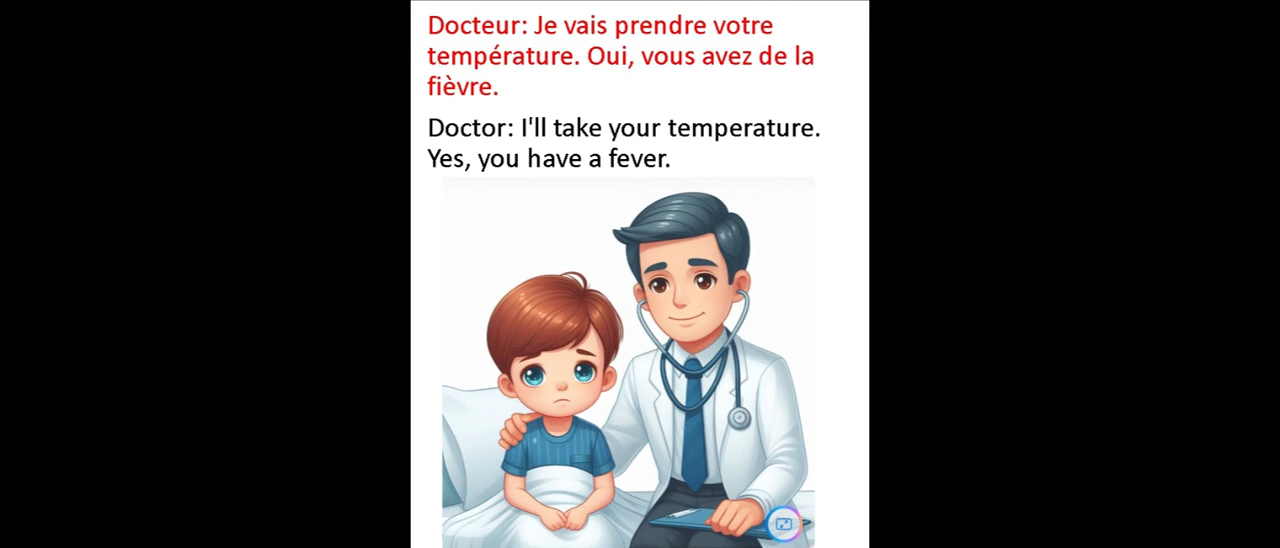 Docteur: Je vais prendre votre
température. Oui, vous avez de la
fièvre.
Doctor: I'll take your temperature.
Yes, you have a fever.